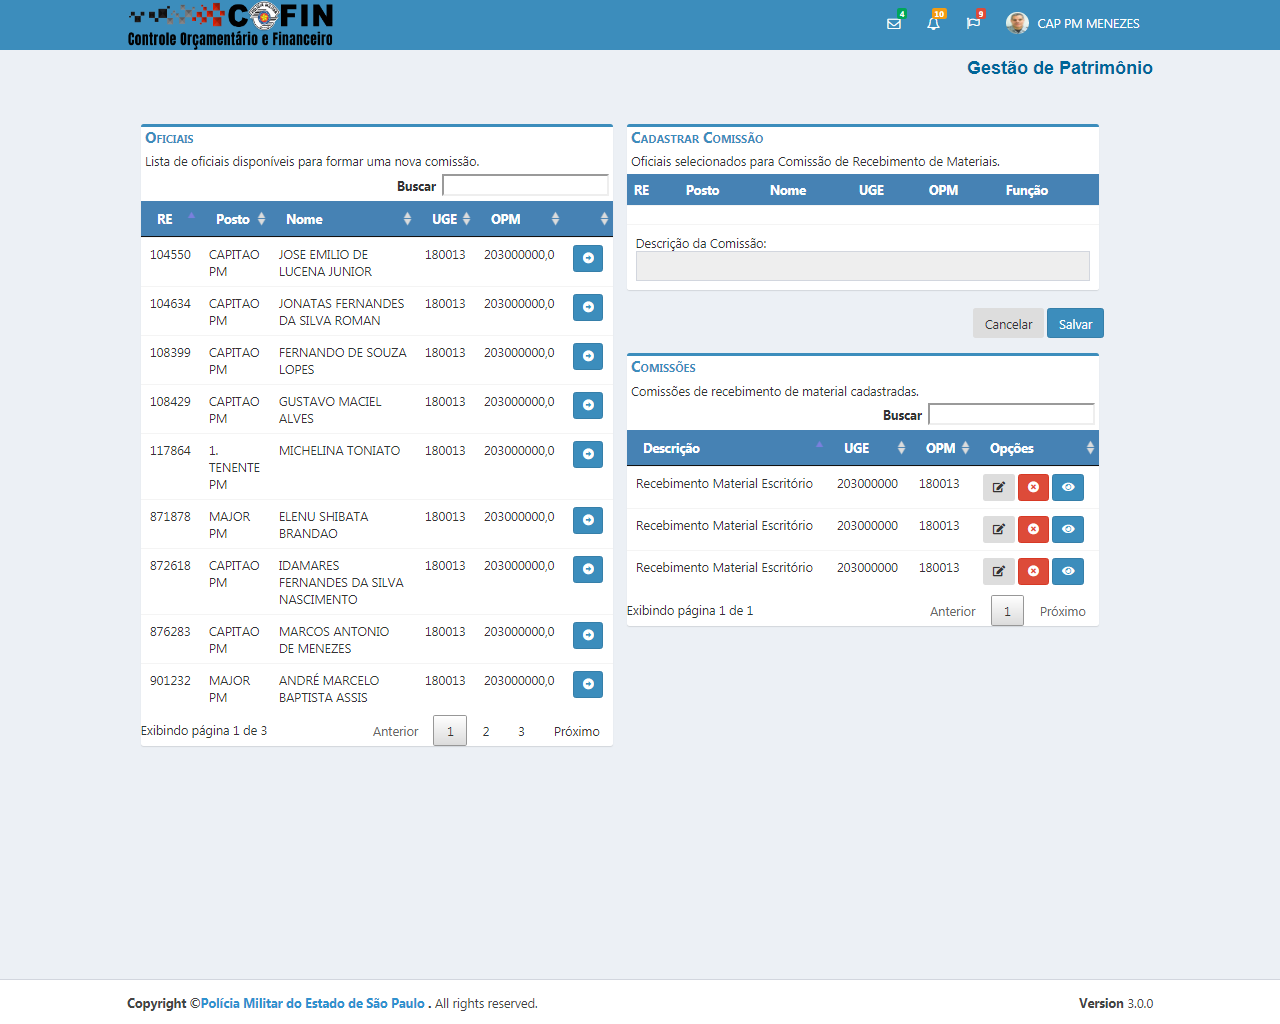 COFIN
Controle Orçamentário e Financeiro
4
10
9
CAP PM MENEZES
Gestão de Patrimônio
Oficiais
Lista de oficiais disponíveis para formar uma nova comissão.
Buscar
RE Posto Nome UGE OPM
104550 CAPITAO PM JOSE EMILIO DE LUCENA JUNIOR 180013 203000000,0
104634 CAPITAO PM JONATAS FERNANDES DA SILVA ROMAN 180013 203000000,0
108399 CAPITAO PM FERNANDO DE SOUZA LOPES 180013 203000000,0
108429 CAPITAO PM GUSTAVO MACIEL ALVES 180013 203000000,0
117864 1. TENENTE PM MICHELINA TONIATO 180013 203000000,0
871878 MAJOR PM ELENU SHIBATA BRANDAO 180013 203000000,0
872618 CAPITAO PM IDAMARES FERNANDES DA SILVA NASCIMENTO 180013 203000000,0
876283 CAPITAO PM MARCOS ANTONIO DE MENEZES 180013 203000000,0
901232 MAJOR PM ANDRÉ MARCELO BAPTISTA ASSIS 180013 203000000,0
Exibindo página 1 de 3 Anterior 1 2 3 Próximo
Cadastrar Comissão
Oficiais selecionados para Comissão de Recebimento de Materiais.
RE Posto Nome UGE OPM Função
Descrição da Comissão:
Cancelar Salvar
Comissões
Comissões de recebimento de material cadastradas.
Buscar
Descrição UGE OPM Opções
Recebimento Material Escritório 203000000 180013
Recebimento Material Escritório 203000000 180013
Recebimento Material Escritório 203000000 180013
Exibindo página 1 de 1 Anterior 1 Próximo
Copyright ©Polícia Militar do Estado de São Paulo . All rights reserved.
Version 3.0.0